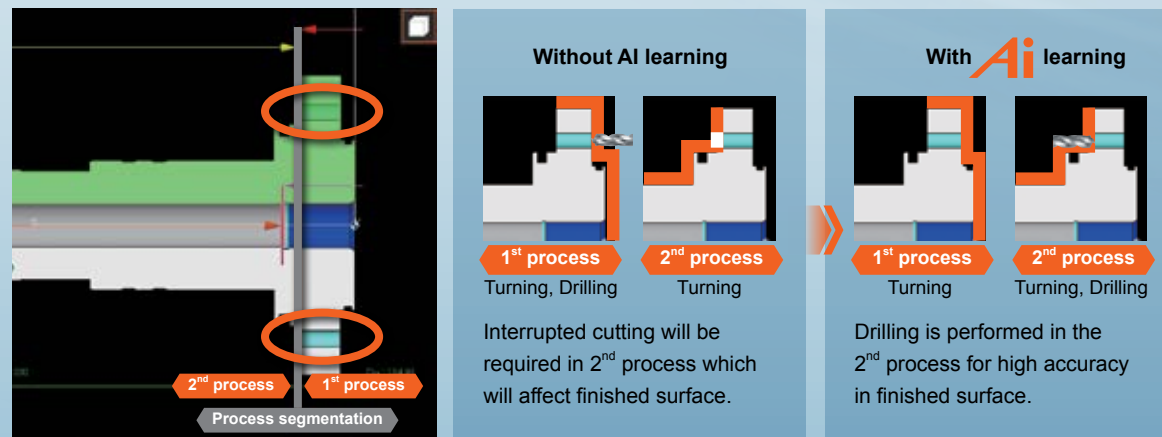 2nd process
1st process
Process segmentation
Without AI learning
1st process
2nd process
Turning, Drilling
Turning
Interrupted cutting will be
required in 2nd process which
will affect finished surface.
With Ai learning
1st process
2nd process
Turning
Turning, Drilling
Drilling is performed in the
2nd process for high accuracy
in finished surface.